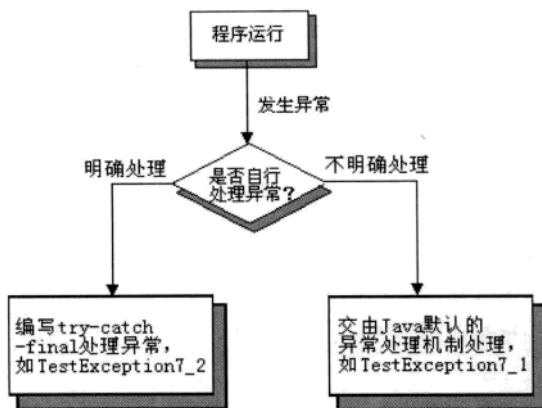 程序运行
发生异常
明确处理
不明确处理
是否自行
处理异常?
编写try-catch
-final处理异常,
如TestException7_2
交由Java默认的
异常处理机制处理,
如TestException7_1